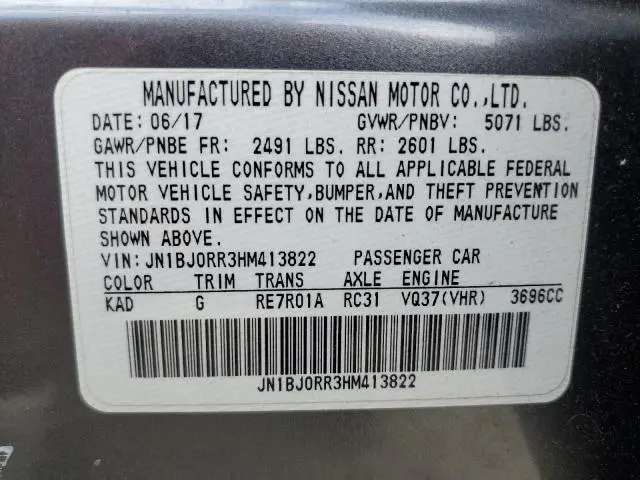 MANUFACTURED BY NISSAN MOTOR CO.,LTD.
DATE: 06/17 GVWR/PNBV: 5071 LBS.
GAWR/PNBE FR: 2491 LBS. RR: 2601 LBS.
THIS VEHICLE CONFORMS TO ALL APPLICABLE FEDERAL
MOTOR VEHICLE SAFETY,BUMPER,AND THEFT PREVENTION
STANDARDS IN EFFECT ON THE DATE OF MANUFACTURE
SHOWN ABOVE.
VIN:JN1BJ0RR3HM413822 PASSENGER CAR
COLOR TRIM TRANS AXLE ENGINE
KAD G RE7R01A RC31 VQ37(VHR) 3696CC
JN1BJ0RR3HM413822